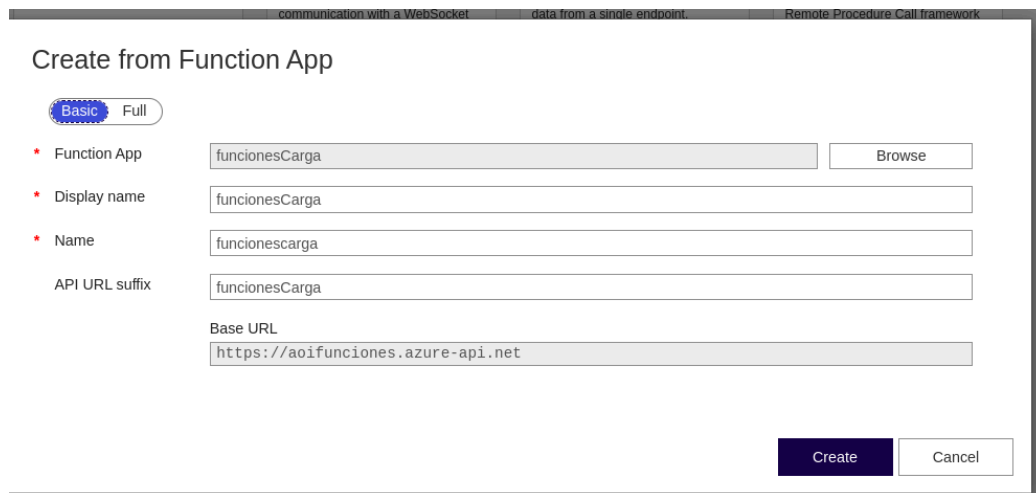 communication with a WebSocket data from a single endpoint. Remote Procedure Call framework
Create from Function App
Basic Full
* Function App funcionesCarga Browse
* Display name funcionesCarga
* Name funcionescarga
API URL suffix funcionesCarga
Base URL
https://aoifunciones.azure-api.net
Create Cancel